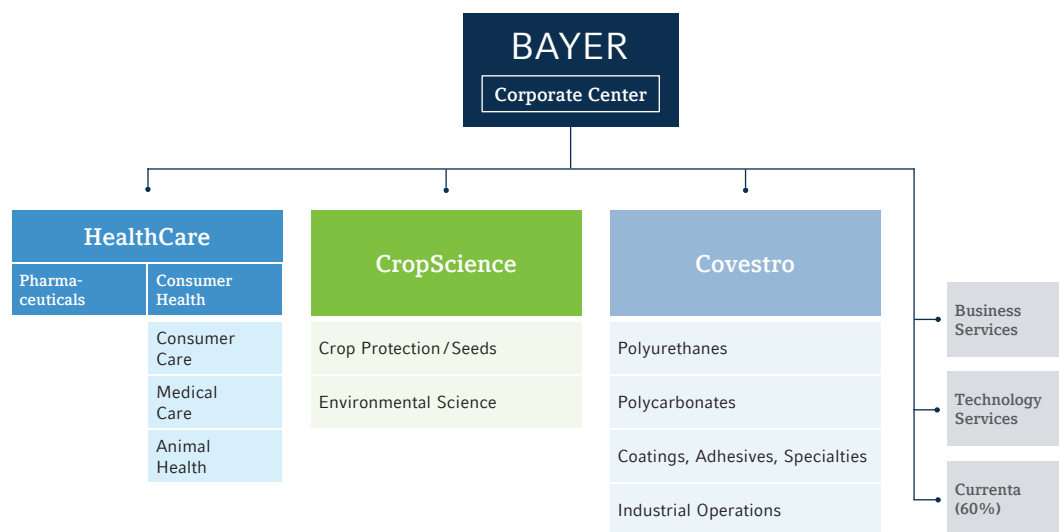 BAYER
Corporate Center
HealthCare
Pharma-
ceuticals
Consumer
Health
Consumer
Care
Medical
Care
Animal
Health
CropScience
Crop Protection/Seeds
Environmental Science
Covestro
Polyurethanes
Polycarbonates
Coatings, Adhesives, Specialties
Industrial Operations
Business
Services
Technology
Services
Currenta
(60%)